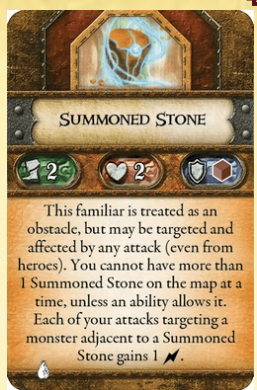 SUMMONED STONE
2 2
This familiar is treated as an
obstacle, but may be targeted and
affected by any attack (even from
heroes). You cannot have more than
1 Summoned Stone on the map at a
time, unless an ability allows it.
Each of your attacks targeting a
monster adjacent to a Summoned
Stone gains 1 .